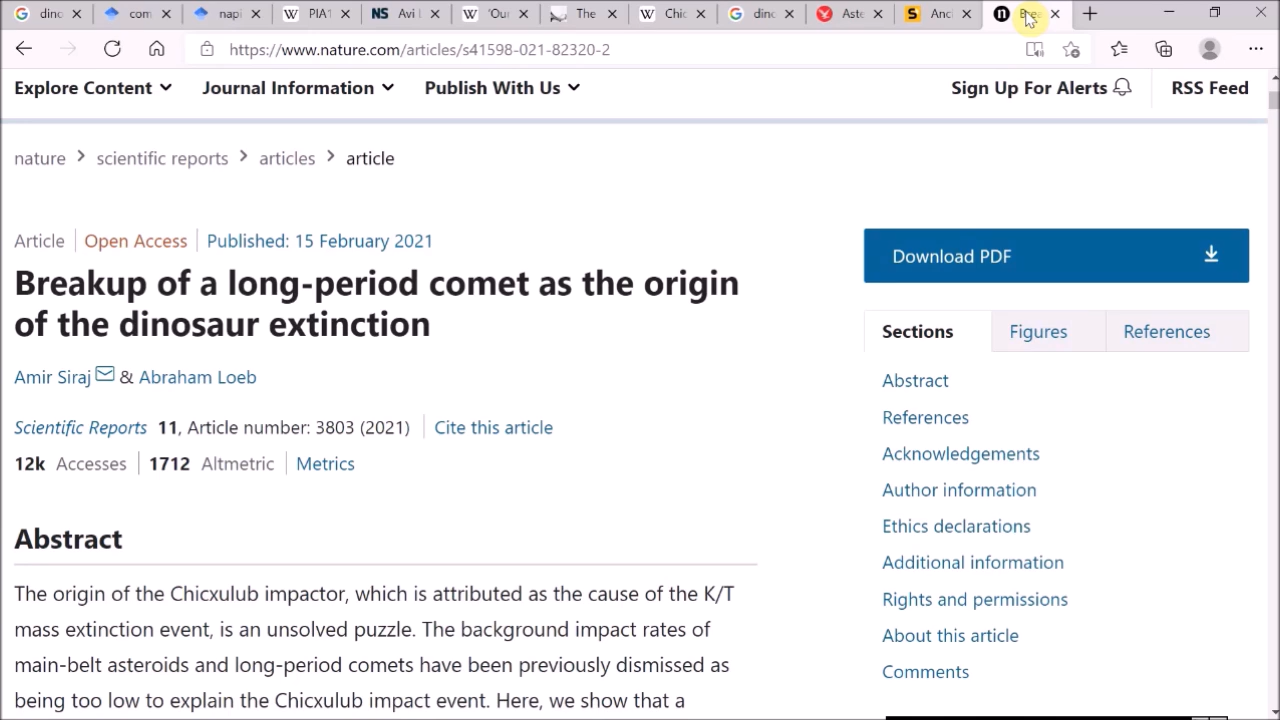 dinc
com
napi
PIA1
Avi L
'Our
The
Chic
dinc
Aste
Anci
https://www.nature.com/articles/s41598-021-82320-2
Explore Content
Journal Information
Publish With Us
Sign Up For Alerts
RSS Feed
nature > scientific reports > articles > article
Article | Open Access | Published: 15 February 2021
Breakup of a long-period comet as the origin
of the dinosaur extinction
Amir Siraj & Abraham Loeb
Scientific Reports 11, Article number: 3803 (2021) | Cite this article
12k Accesses | 1712 Altmetric | Metrics
Abstract
The origin of the Chicxulub impactor, which is attributed as the cause of the K/T
mass extinction event, is an unsolved puzzle. The background impact rates of
main-belt asteroids and long-period comets have been previously dismissed as
being too low to explain the Chicxulub impact event. Here, we show that a
Download PDF
Sections
Figures
References
Abstract
References
Acknowledgements
Author information
Ethics declarations
Additional information
Rights and permissions
About this article
Comments